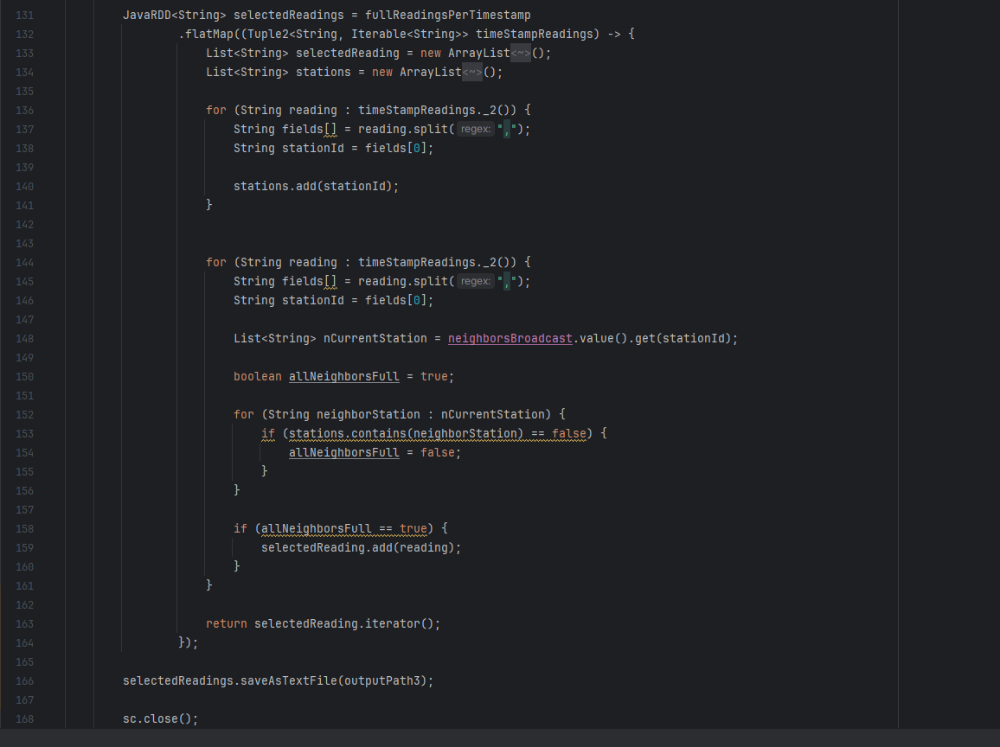 131 JavaRDD<String> selectedReadings = fullReadingsPerTimestamp
132 .flatMap((Tuple2<String, Iterable<String>> timeStampReadings) -> {
133 List<String> selectedReading = new ArrayList<~>();
134 List<String> stations = new ArrayList<~>();
135
136 for (String reading : timeStampReadings._2()) {
137 String fields[] = reading.split( regex: ",");
138 String stationId = fields[0];
139
140 stations.add(stationId);
141 }
142
143
144 for (String reading : timeStampReadings._2()) {
145 String fields[] = reading.split( regex: ",");
146 String stationId = fields[0];
147
148 List<String> nCurrentStation = neighborsBroadcast.value().get(stationId);
149
150 boolean allNeighborsFull = true;
151
152 for (String neighborStation : nCurrentStation) {
153 if (stations.contains(neighborStation) == false) {
154 allNeighborsFull = false;
155 }
156 }
157
158 if (allNeighborsFull == true) {
159 selectedReading.add(reading);
160 }
161 }
162
163 return selectedReading.iterator();
164 });
165
166 selectedReadings.saveAsTextFile(outputPath3);
167
168 sc.close();